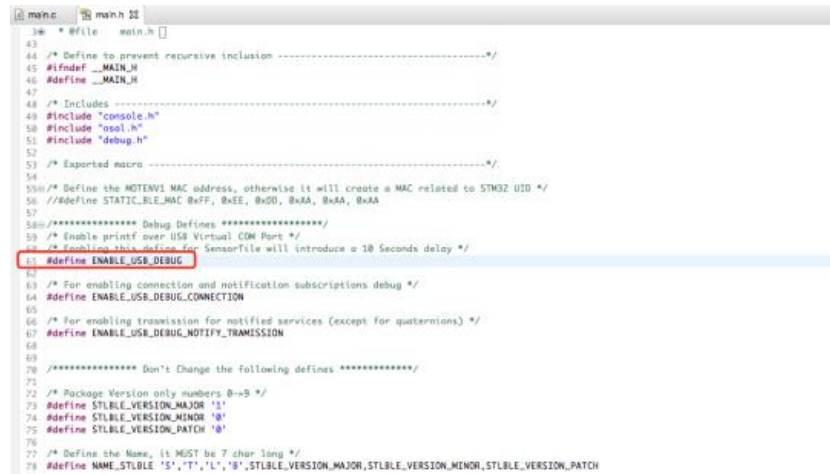 main.c main.h
3 * @file main.h
43
44 /* Define to prevent recursive inclusion -------------------------------------*/
45 #ifndef __MAIN_H
46 #define __MAIN_H
47
48 /* Includes ------------------------------------------------------------------*/
49 #include "console.h"
50 #include "osal.h"
51 #include "debug.h"
52
53 /* Exported macro ------------------------------------------------------------*/
54
55 /* Define the MOTENV1 MAC address, otherwise it will create a MAC related to STM32 UID */
56 //#define STATIC_BLE_MAC 0xFF, 0xEE, 0xDD, 0xAA, 0xAA, 0xAA
57
58 /*************** Debug Defines ******************/
59 /* Enable printf over USB Virtual COM Port */
60 /* Enabling this define for SensorTile will introduce a 10 Seconds delay */
61 #define ENABLE_USB_DEBUG
62
63 /* For enabling connection and notification subscriptions debug */
64 #define ENABLE_USB_DEBUG_CONNECTION
65
66 /* For enabling trasmission for notified services (except for quaternions) */
67 #define ENABLE_USB_DEBUG_NOTIFY_TRAMISSION
68
69
70 /*************** Don't Change the following defines *************/
71
72 /* Package Version only numbers 0->9 */
73 #define STLBLE_VERSION_MAJOR '1'
74 #define STLBLE_VERSION_MINOR '0'
75 #define STLBLE_VERSION_PATCH '0'
76
77 /* Define the Name, it MUST be 7 char long */
78 #define NAME_STLBLE 'S','T','L','B',STLBLE_VERSION_MAJOR,STLBLE_VERSION_MINOR,STLBLE_VERSION_PATCH